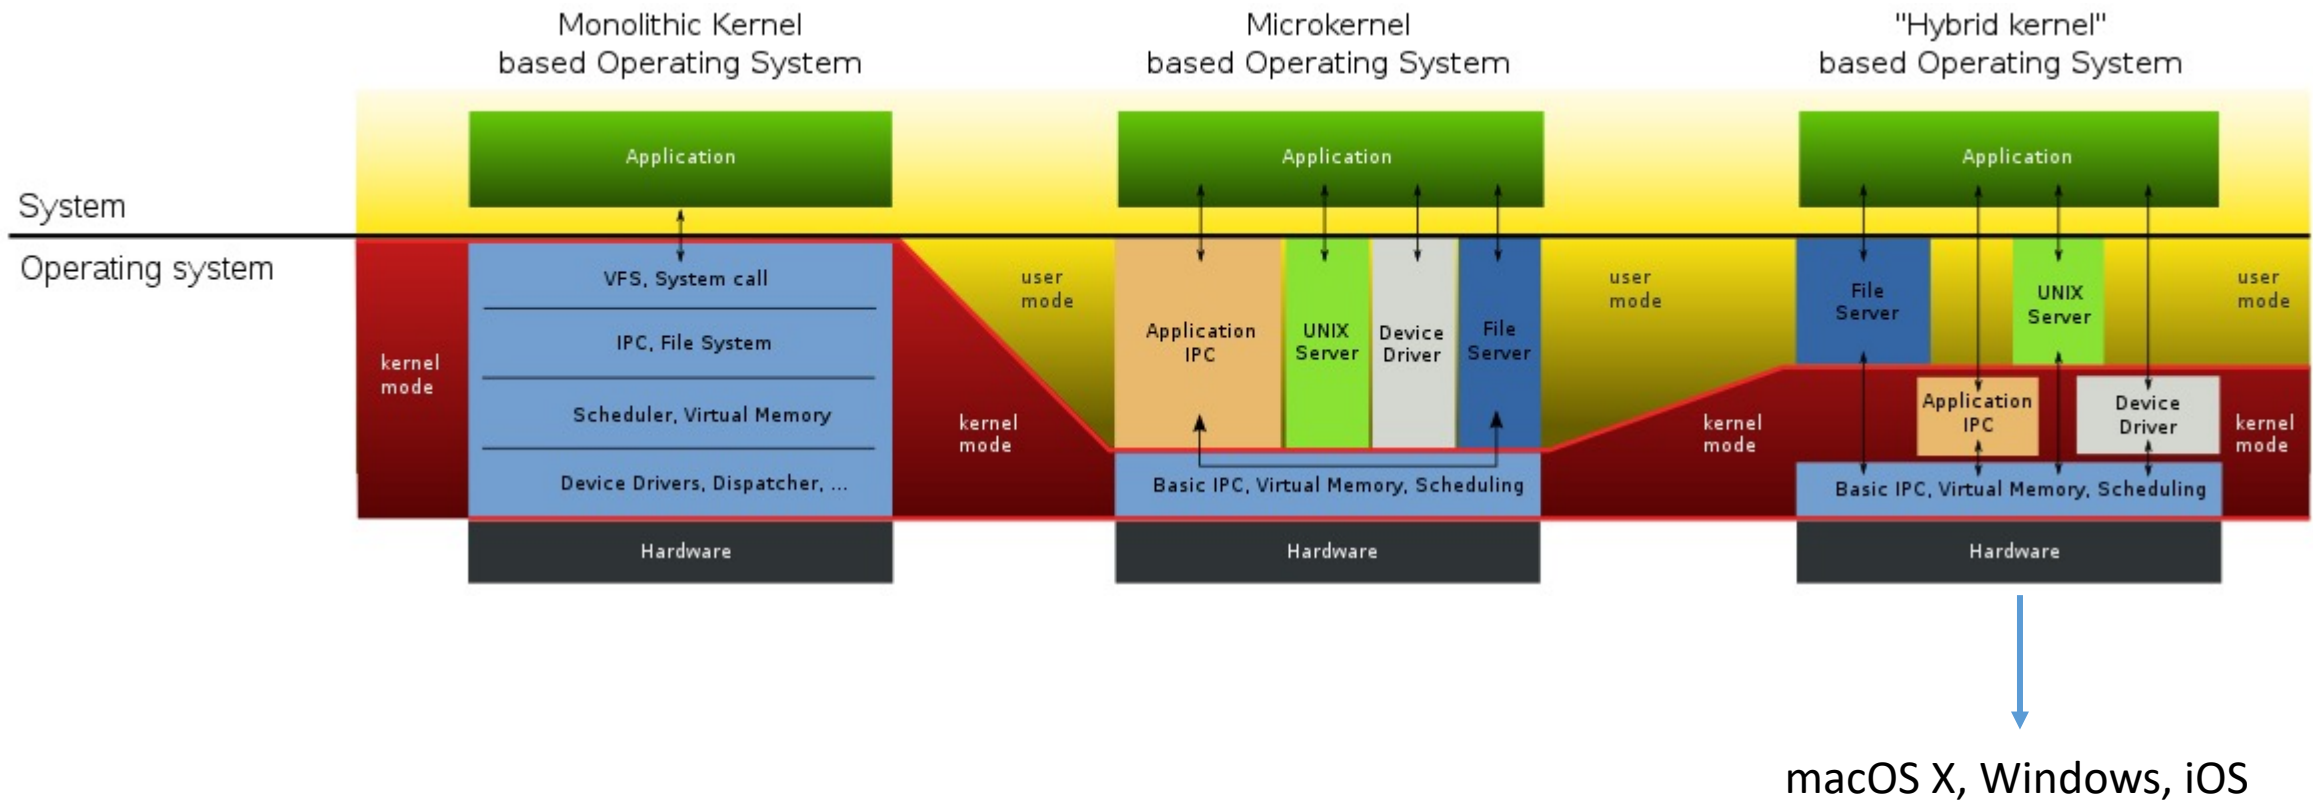 Monolithic Kernel
based Operating System
Microkernel
based Operating System
"Hybrid kernel"
based Operating System
System
Operating system
Application
VFS, System call
IPC, File System
Scheduler, Virtual Memory
Device Drivers, Dispatcher, ...
Hardware
kernel
mode
kernel
mode
user
mode
Application
Application
IPC
UNIX
Server
Device
Driver
File
Server
Basic IPC, Virtual Memory, Scheduling
Hardware
user
mode
kernel
mode
Application
File
Server
UNIX
Server
user
mode
Application
IPC
Device
Driver
kernel
mode
Basic IPC, Virtual Memory, Scheduling
Hardware
macOS X, Windows, iOS